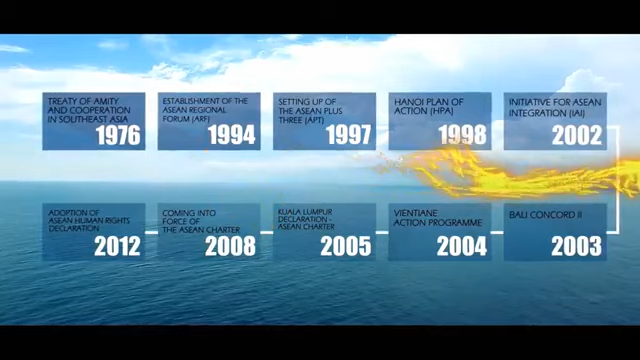 TREATY OF AMITY
AND COOPERATION
IN SOUTHEAST ASIA
1976
ESTABLISHMENT OF THE
ASEAN REGIONAL
FORUM (ARF)
1994
SETTING UP OF
THE ASEAN PLUS
THREE (APT)
1997
HANOI PLAN OF
ACTION (HPA)
1998
INITIATIVE FOR ASEAN
INTEGRATION (IAI)
2002
ADOPTION OF
ASEAN HUMAN RIGHTS
DECLARATION
2012
COMING INTO
FORCE OF
THE ASEAN CHARTER
2008
KUALA LUMPUR
DECLARATION -
ASEAN CHARTER
2005
VIENTIANE
ACTION PROGRAMME
2004
BALI CONCORD II
2003